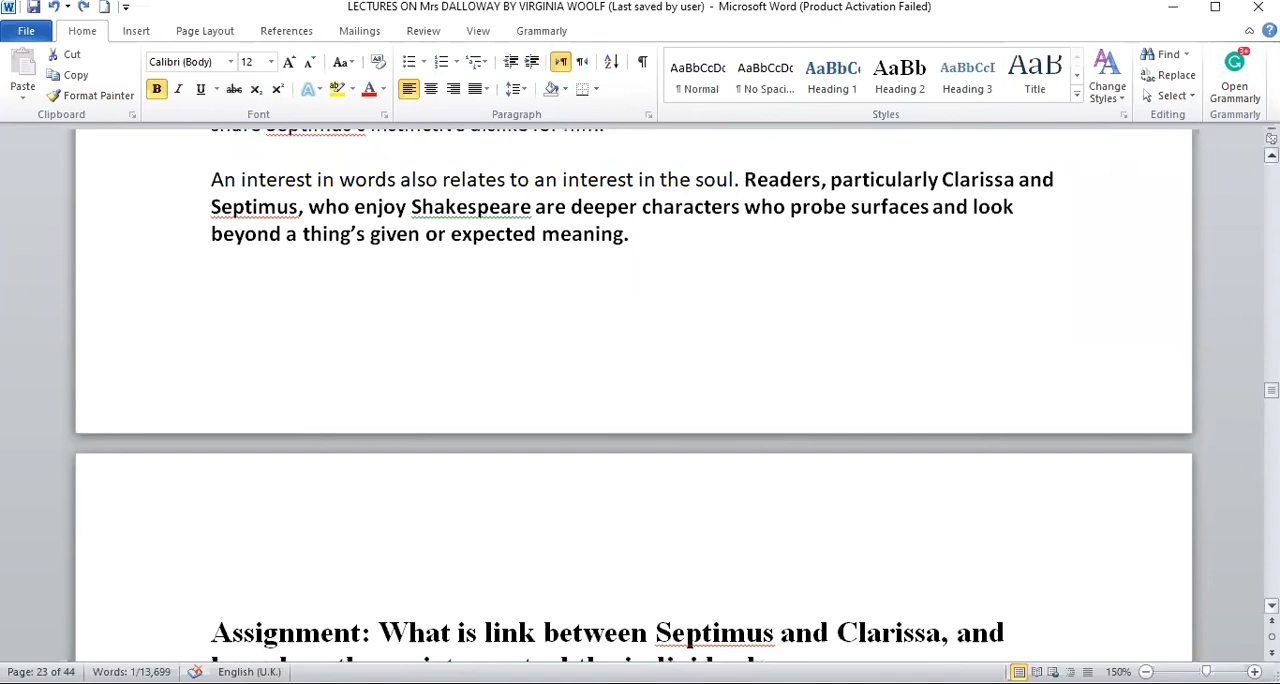 LECTURES ON Mrs DALLOWAY BY VIRGINIA WOOLF (Last saved by user) - Microsoft Word (Product Activation Failed)
File Home Insert Page Layout References Mailings Review View Grammarly
Cut
Copy
Format Painter
Paste
Clipboard
Calibri (Body) 12
Font
Paragraph
AaBbCcDc AaBbCcDc AaBbC AaBb AaBbCcI AaB
¶ Normal ¶ No Spaci... Heading 1 Heading 2 Heading 3 Title
Change
Styles
Styles
Find
Replace
Select
Editing
Open
Grammarly
Grammarly
share Septimus's instinctive dislike for him.
An interest in words also relates to an interest in the soul. Readers, particularly Clarissa and
Septimus, who enjoy Shakespeare are deeper characters who probe surfaces and look
beyond a thing's given or expected meaning.
Assignment: What is link between Septimus and Clarissa, and
Page: 23 of 44 Words: 1/13,699 English (U.K.) 150%